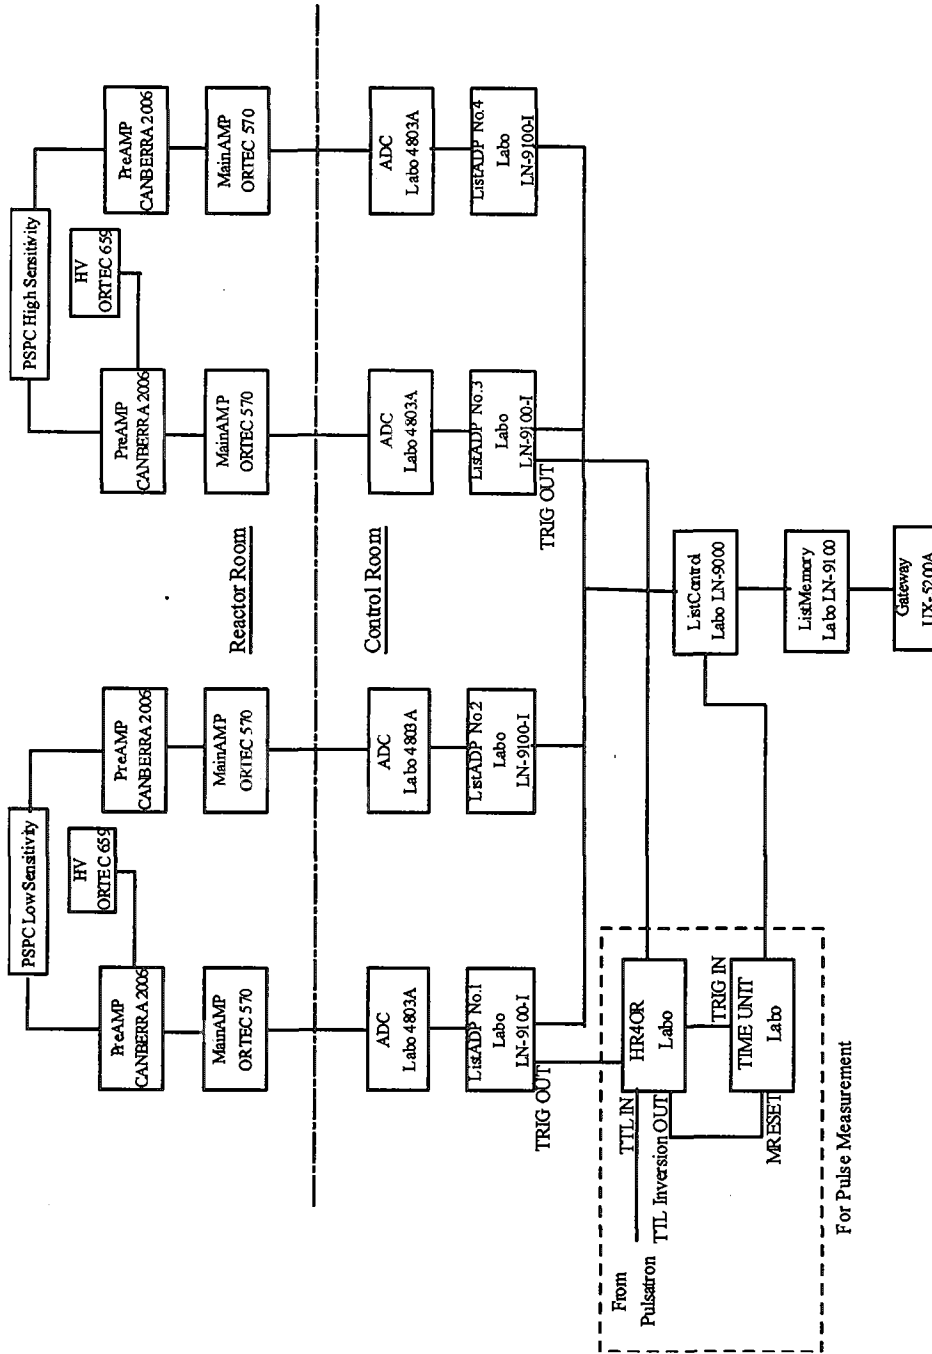 PSPC Low Sensitivity
PSPC High Sensitivity
HV
ORTEC 659
HV
ORTEC 659
PreAMP
CANBERRA 2006
PreAMP
CANBERRA 2006
PreAMP
CANBERRA 2006
PreAMP
CANBERRA 2006
MainAMP
ORTEC 570
MainAMP
ORTEC 570
MainAMP
ORTEC 570
MainAMP
ORTEC 570
Reactor Room
Control Room
ADC
Labo 4803A
ADC
Labo 4803A
ADC
Labo 4803A
ADC
Labo 4803A
ListADP No.1
Labo
LN-9100-I
ListADP No.2
Labo
LN-9100-I
ListADP No.3
Labo
LN-9100-I
ListADP No.4
Labo
LN-9100-I
TRIG OUT
TRIG OUT
From
Pulsatron
TTL IN
TTL Inversion OUT
HR4OR
Labo
TRIG IN
MRESET
TIME UNIT
Labo
For Pulse Measurement
ListControl
Labo LN-9000
ListMemory
Labo LN-9100
Gateway
UX-5200A